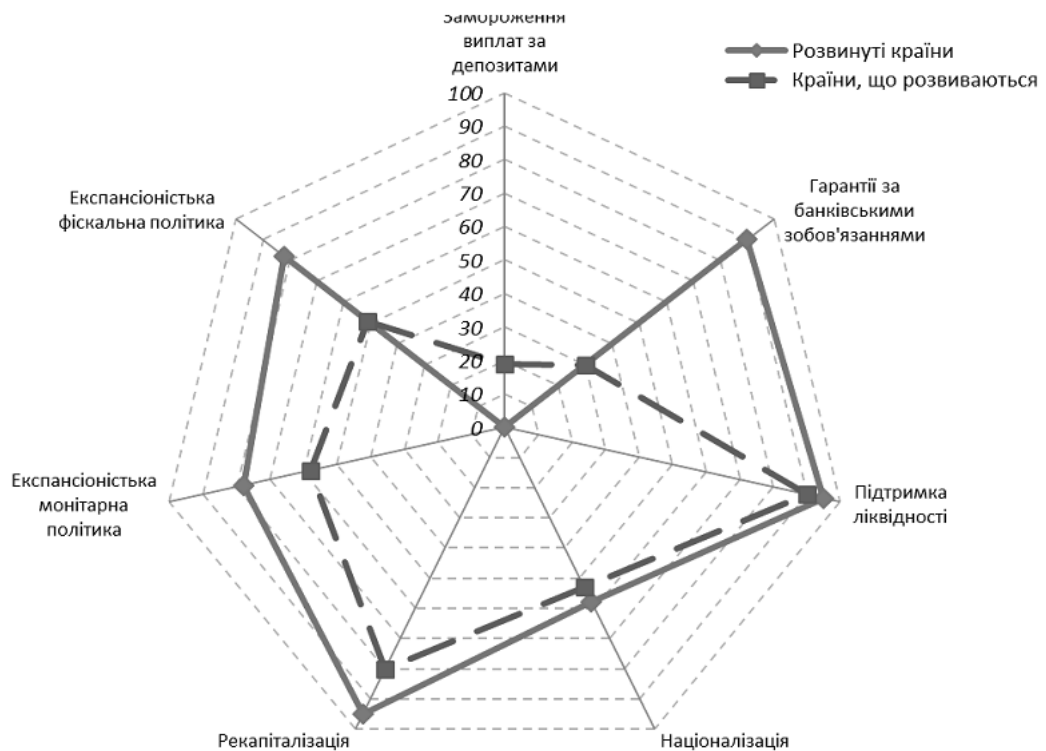 Замороження
виплат за
депозитами
Розвинуті країни
Країни, що розвиваються
100
90
80
70
60
50
40
30
20
10
0
Гарантії за
банківськими
зобов'язаннями
Підтримка
ліквідності
Націоналізація
Рекапіталізація
Експансіоністька
монітарна
політика
Експансіоністька
фіскальна політика